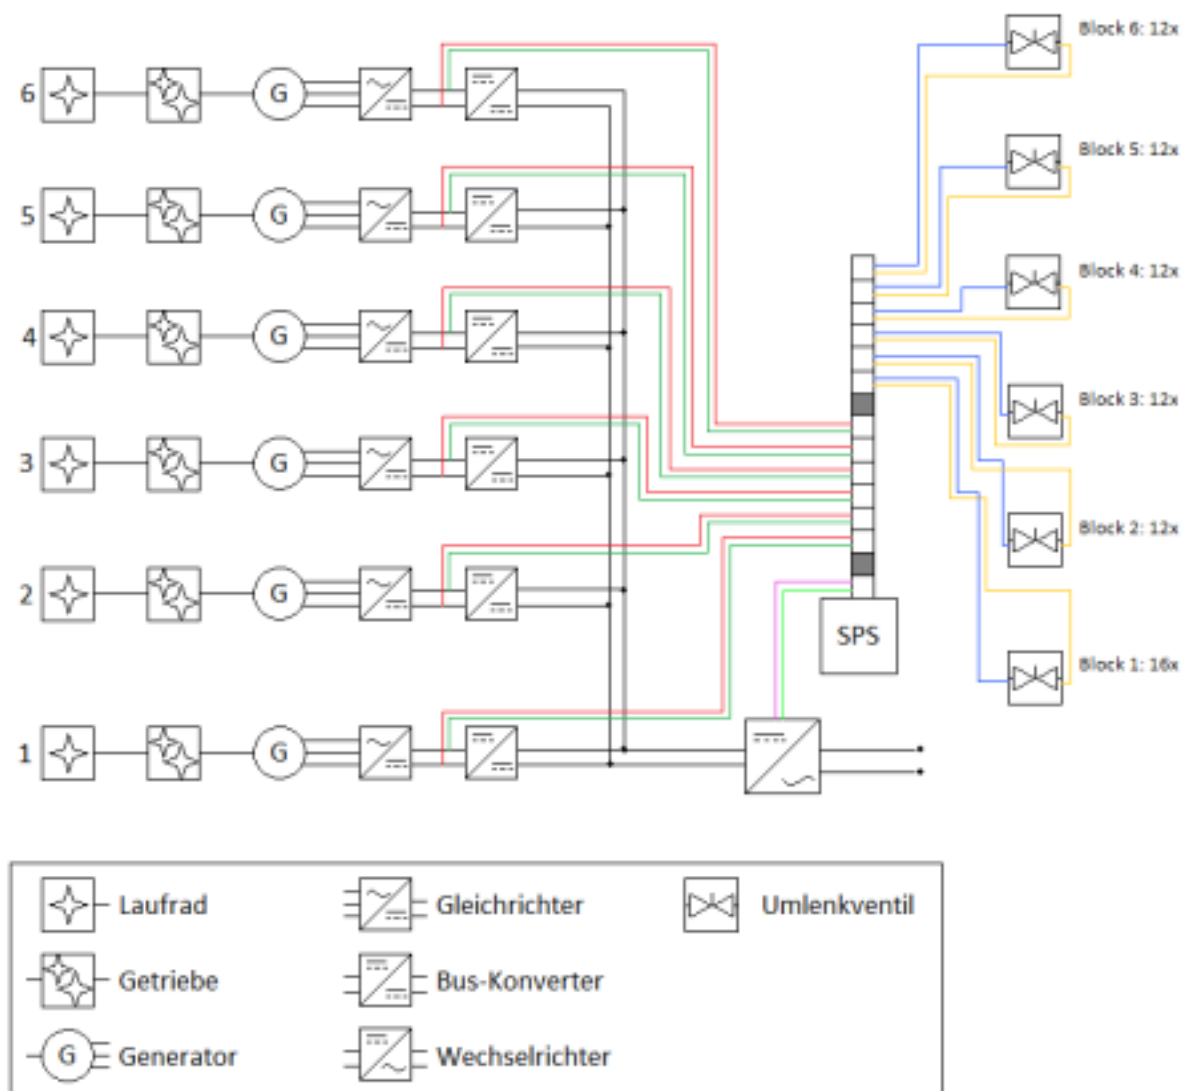 Block 6: 12x
6
G
Block 5: 12x
5
G
Block 4: 12x
4
G
Block 3: 12x
3
G
Block 2: 12x
2
G
SPS
Block 1: 16x
1
G
Laufrad
Gleichrichter
Umlenkventil
Getriebe
Bus-Konverter
G
Generator
Wechselrichter